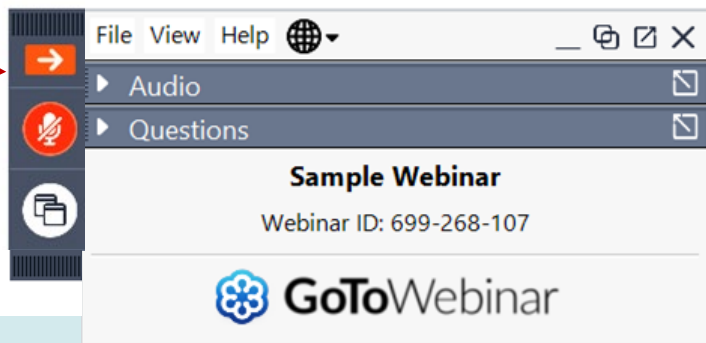 File View Help
Audio
Questions
Sample Webinar
Webinar ID: 699-268-107
GoToWebinar